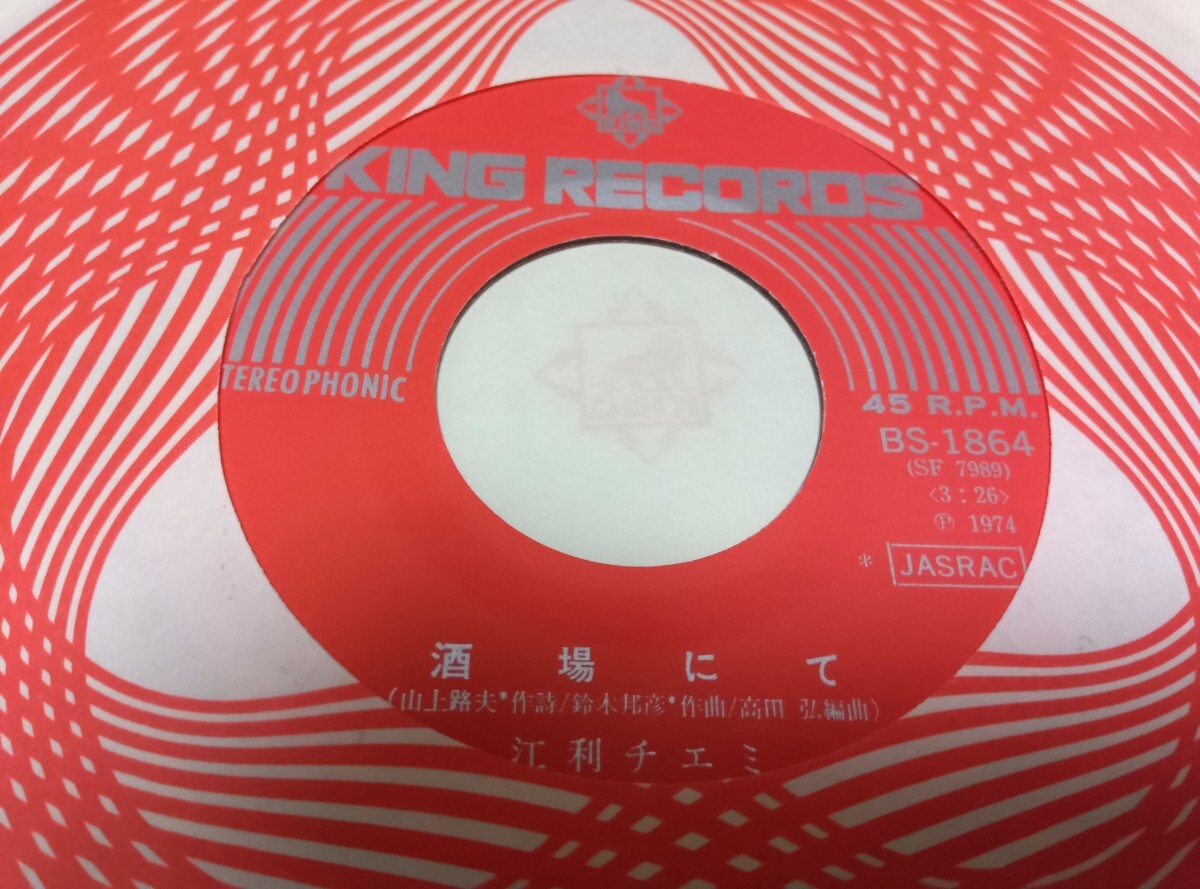 KING RECORDS
TEREOPHONIC
45 R.P.M.
BS-1864
(SF 7989)
<3:26>
Ⓟ 1974
* JASRAC
酒場にて
(山上路夫*作詩/鈴木邦彦*作曲/高田 弘編曲)
江利チエミ